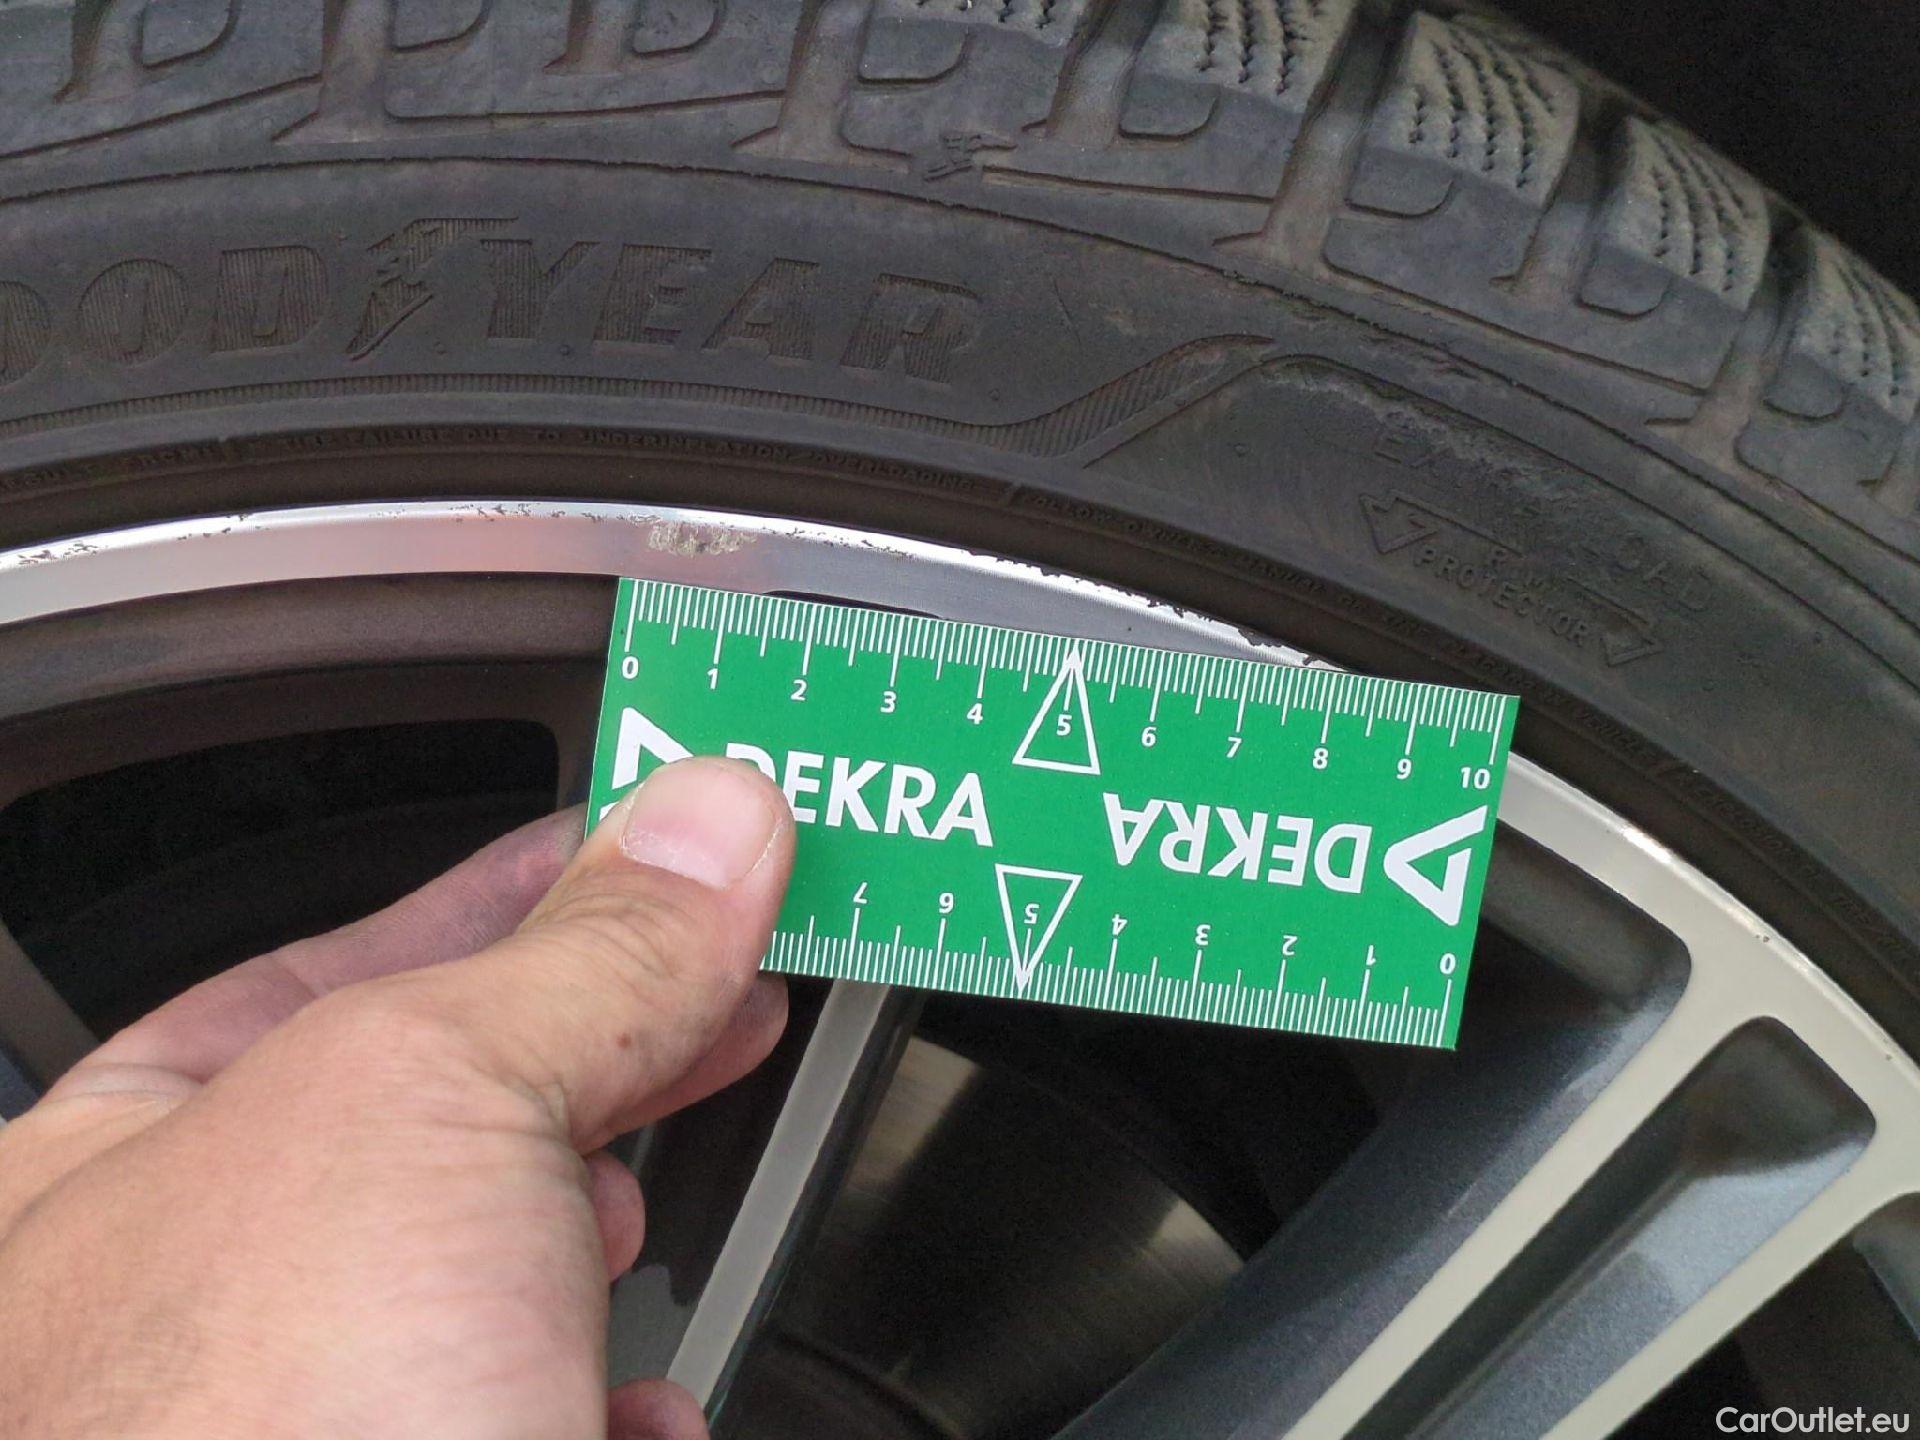 GOODYEAR
TIRE FAILURE DUE TO UNDERINFLATION/OVERLOADING
EXTRA LOAD
RIM
PROTECTOR
0 1 2 3 4 5 6 7 8 9 10
DEKRA
DEKRA
7 6 5 4 3 2 1 0
CarOutlet.eu